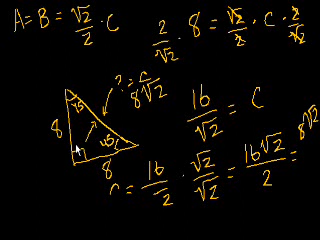 A=B= √2/2 · C
2/√2 · 8 = √2/2 · C · 2/√2
? = C
8√2
16/√2 = C
45
8
45
8
C = 16/√2 · √2/√2 = 16√2/2 = 8√2